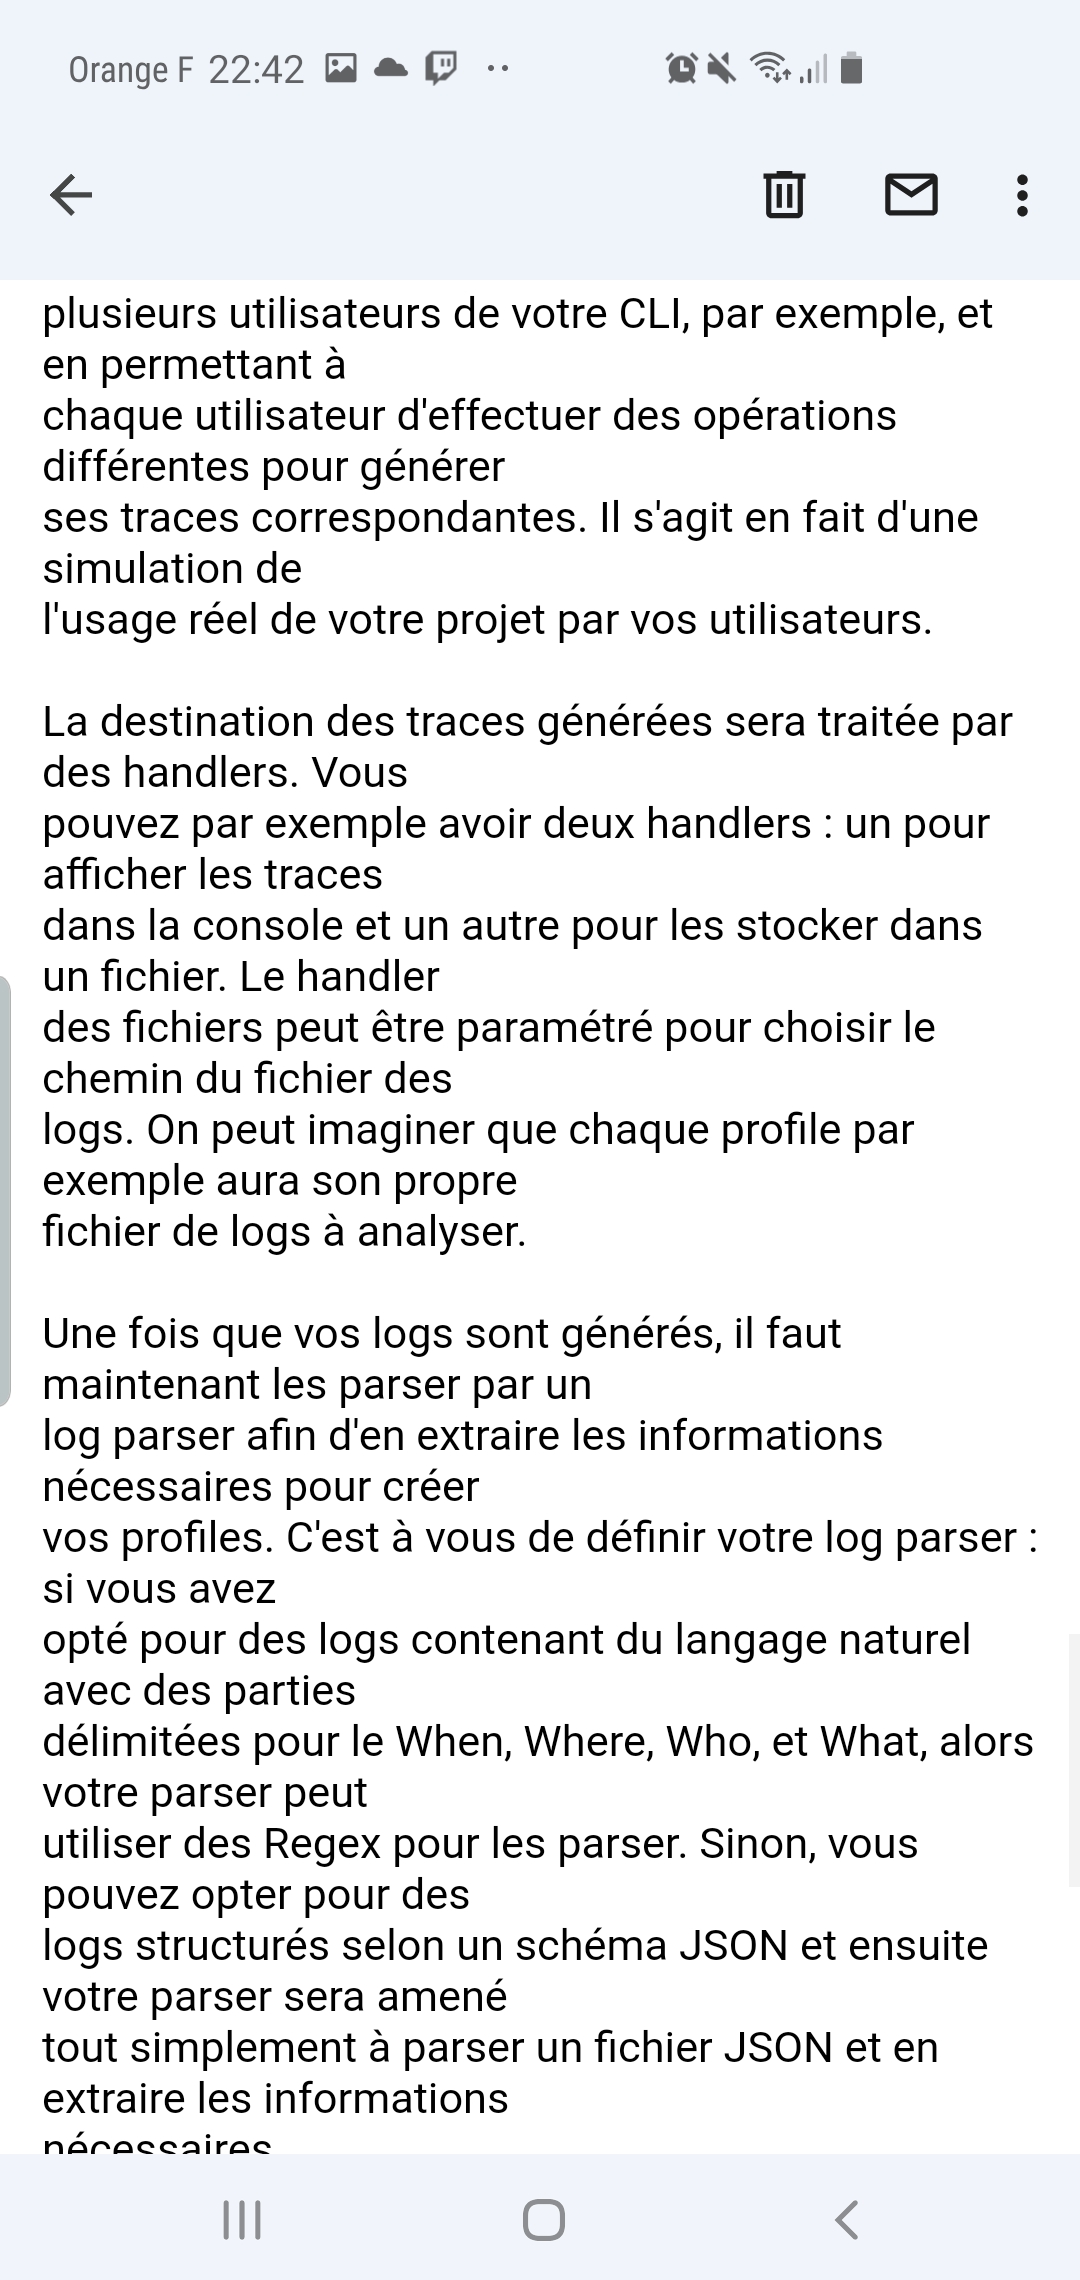 Orange F 22:42
plusieurs utilisateurs de votre CLI, par exemple, et
en permettant à
chaque utilisateur d'effectuer des opérations
différentes pour générer
ses traces correspondantes. Il s'agit en fait d'une
simulation de
l'usage réel de votre projet par vos utilisateurs.
La destination des traces générées sera traitée par
des handlers. Vous
pouvez par exemple avoir deux handlers : un pour
afficher les traces
dans la console et un autre pour les stocker dans
un fichier. Le handler
des fichiers peut être paramétré pour choisir le
chemin du fichier des
logs. On peut imaginer que chaque profile par
exemple aura son propre
fichier de logs à analyser.
Une fois que vos logs sont générés, il faut
maintenant les parser par un
log parser afin d'en extraire les informations
nécessaires pour créer
vos profiles. C'est à vous de définir votre log parser :
si vous avez
opté pour des logs contenant du langage naturel
avec des parties
délimitées pour le When, Where, Who, et What, alors
votre parser peut
utiliser des Regex pour les parser. Sinon, vous
pouvez opter pour des
logs structurés selon un schéma JSON et ensuite
votre parser sera amené
tout simplement à parser un fichier JSON et en
extraire les informations
nécessaires